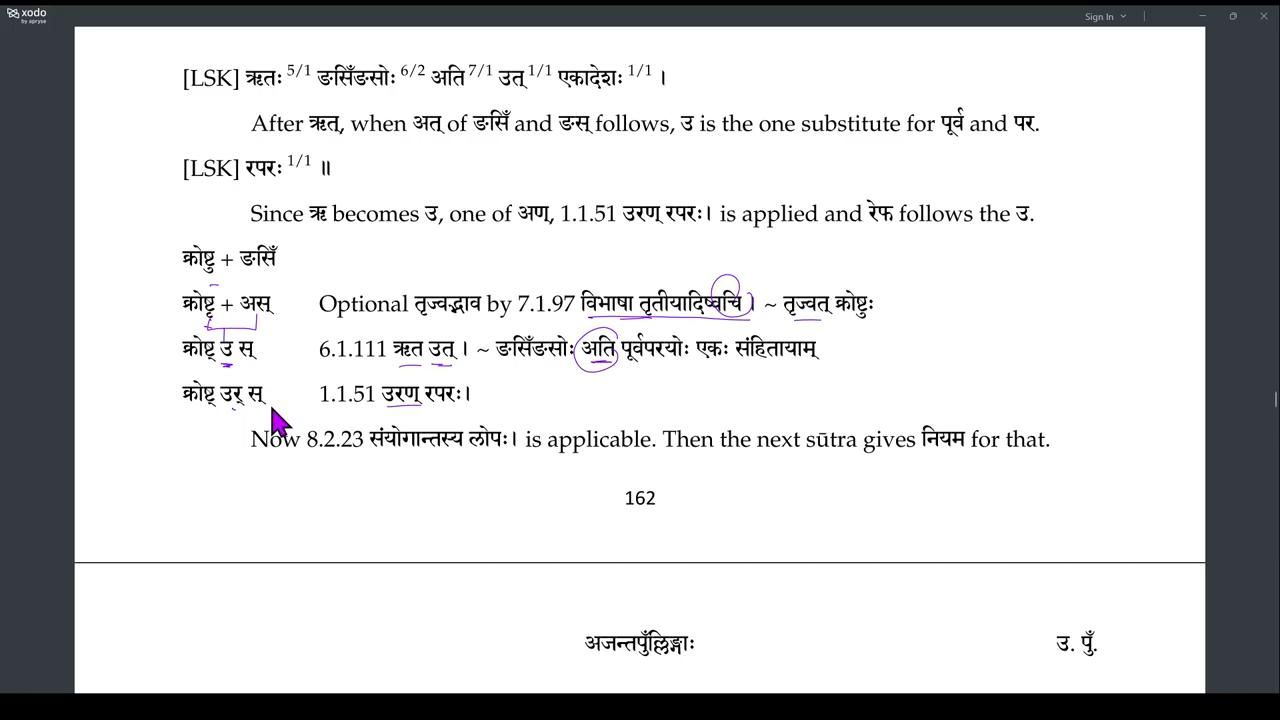 xodo
by apryse
Sign In
[LSK] ऋतः 5/1 ङसिँङसोः 6/2 अति 7/1 उत् 1/1 एकादेशः 1/1 ।
After ऋत्, when अत् of ङसिँ and ङस् follows, उ is the one substitute for पूर्व and पर.
[LSK] रपरः 1/1 ॥
Since ऋ becomes उ, one of अण्, 1.1.51 उरण् रपरः। is applied and रेफ follows the उ.
क्रोष्टु + ङसिँ
क्रोष्टृ + अस् Optional तृज्वद्भाव by 7.1.97 विभाषा तृतीयादिष्वचि । ~ तृज्वत् क्रोष्टुः
क्रोष्ट् उ स् 6.1.111 ऋत उत् । ~ ङसिँङसोः अति पूर्वपरयोः एकः संहितायाम्
क्रोष्ट् उर् स् 1.1.51 उरण् रपरः।
Now 8.2.23 संयोगान्तस्य लोपः। is applicable. Then the next sūtra gives नियम for that.
162
अजन्तपुँल्लिङ्गाः उ. पुँ.